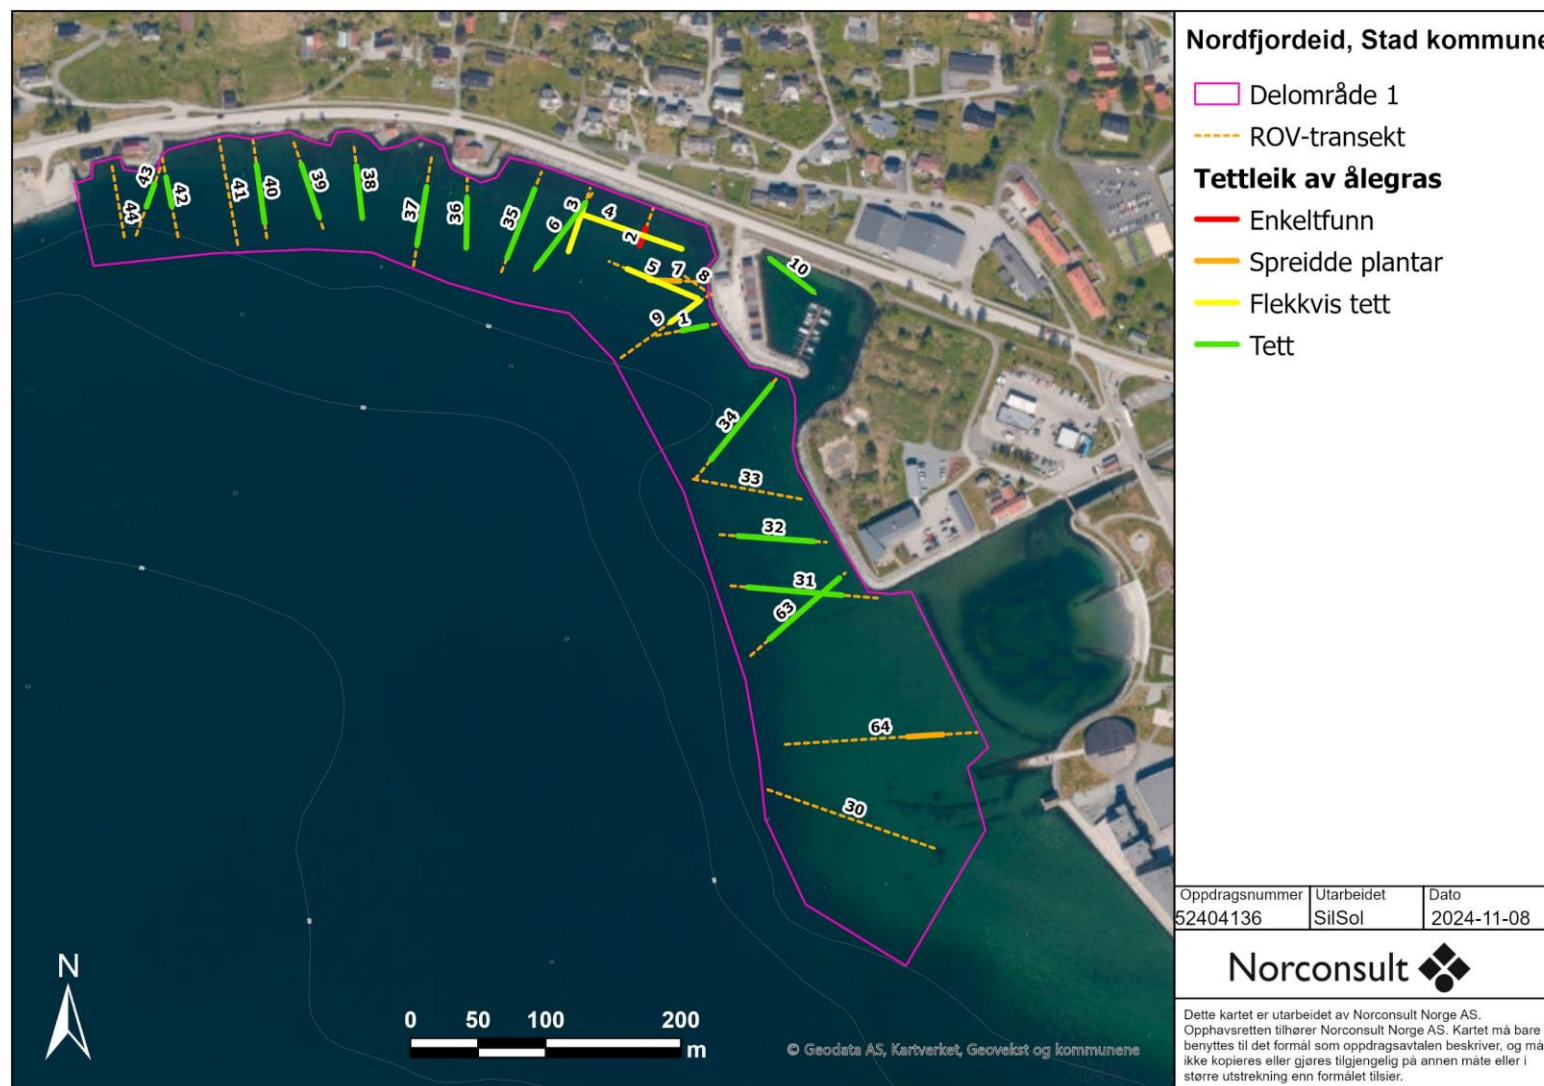 Nordfjordeid, Stad kommune
Delområde 1
ROV-transekt
Tettleik av ålegras
Enkeltfunn
Spreidde plantar
Flekkvis tett
Tett
43
44
42
41
40
39
38
37
36
35
6
3
4
2
5
7
8
9
1
10
34
33
32
31
63
64
30
N
0 50 100 200
m
© Geodata AS, Kartverket, Geovekst og kommunene
Oppdragsnummer Utarbeidet Dato
52404136 SilSol 2024-11-08
Norconsult
Dette kartet er utarbeidet av Norconsult Norge AS.
Opphavsretten tilhører Norconsult Norge AS. Kartet må bare
benyttes til det formål som oppdragsavtalen beskriver, og må
ikke kopieres eller gjøres tilgjengelig på annen måte eller i
større utstrekning enn formålet tilsier.